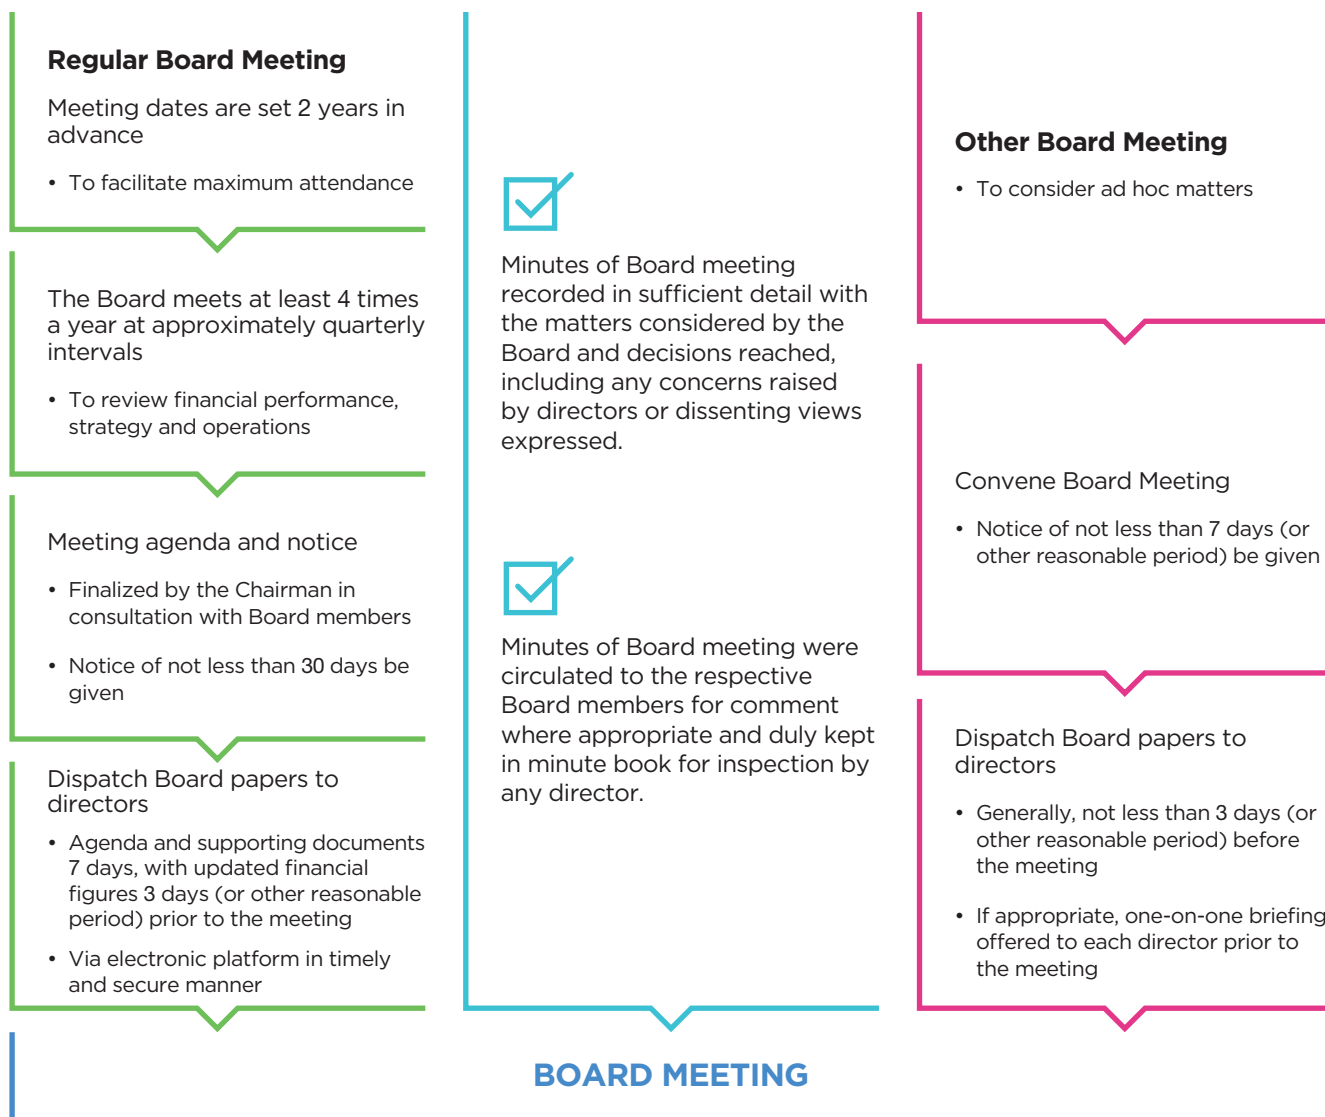 Regular Board Meeting
Meeting dates are set 2 years in
advance
• To facilitate maximum attendance
The Board meets at least 4 times
a year at approximately quarterly
intervals
• To review financial performance,
strategy and operations
Meeting agenda and notice
• Finalized by the Chairman in
consultation with Board members
• Notice of not less than 30 days be
given
Dispatch Board papers to
directors
• Agenda and supporting documents
7 days, with updated financial
figures 3 days (or other reasonable
period) prior to the meeting
• Via electronic platform in timely
and secure manner
Minutes of Board meeting
recorded in sufficient detail with
the matters considered by the
Board and decisions reached,
including any concerns raised
by directors or dissenting views
expressed.
Minutes of Board meeting were
circulated to the respective
Board members for comment
where appropriate and duly kept
in minute book for inspection by
any director.
Other Board Meeting
• To consider ad hoc matters
Convene Board Meeting
• Notice of not less than 7 days (or
other reasonable period) be given
Dispatch Board papers to
directors
• Generally, not less than 3 days (or
other reasonable period) before
the meeting
• If appropriate, one-on-one briefing
offered to each director prior to
the meeting
BOARD MEETING